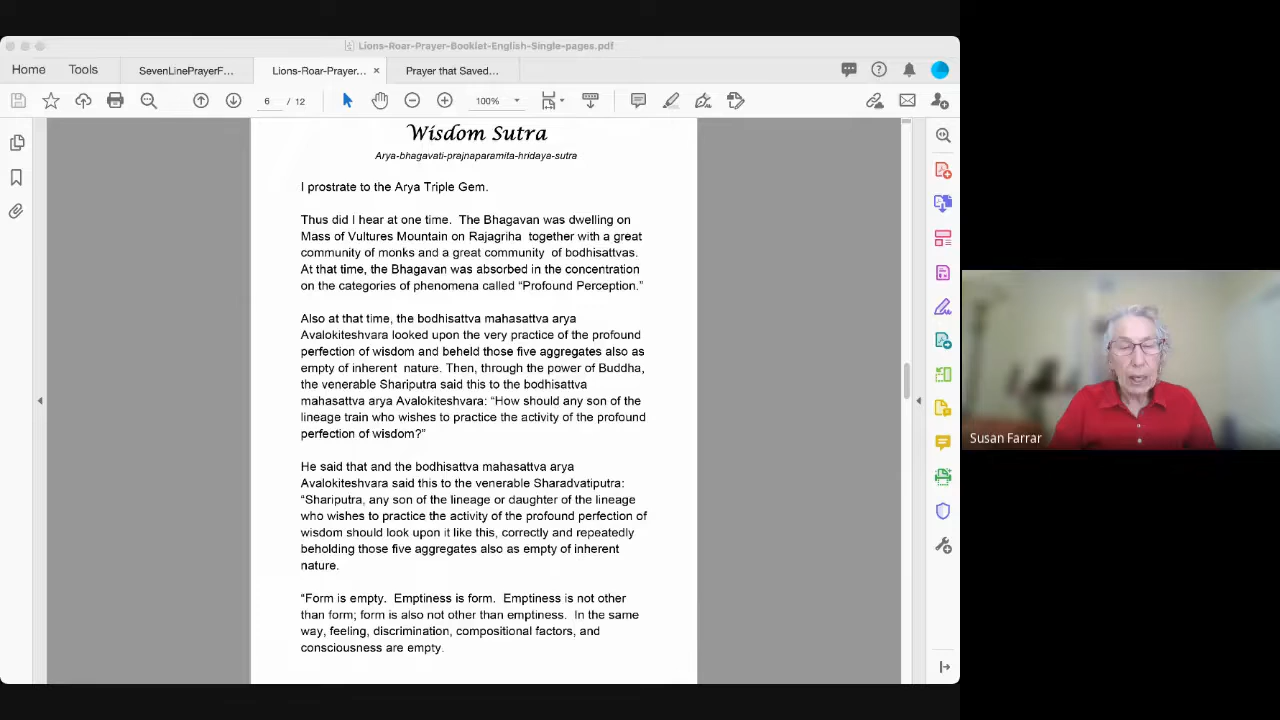 Lions-Roar-Prayer-Booklet-English-Single-pages.pdf
Home
Tools
SevenLinePrayerF...
Lions-Roar-Prayer...
Prayer that Saved...
6 / 12
100%
Wisdom Sutra
Arya-bhagavati-prajnaparamita-hridaya-sutra
I prostrate to the Arya Triple Gem.
Thus did I hear at one time.  The Bhagavan was dwelling on
Mass of Vultures Mountain on Rajagriha  together with a great
community of monks and a great community  of bodhisattvas.
At that time, the Bhagavan was absorbed in the concentration
on the categories of phenomena called “Profound Perception.”
Also at that time, the bodhisattva mahasattva arya
Avalokiteshvara looked upon the very practice of the profound
perfection of wisdom and beheld those five aggregates also as
empty of inherent  nature. Then, through the power of Buddha,
the venerable Shariputra said this to the bodhisattva
mahasattva arya Avalokiteshvara: “How should any son of the
lineage train who wishes to practice the activity of the profound
perfection of wisdom?”
He said that and the bodhisattva mahasattva arya
Avalokiteshvara said this to the venerable Sharadvatiputra:
“Shariputra, any son of the lineage or daughter of the lineage
who wishes to practice the activity of the profound perfection of
wisdom should look upon it like this, correctly and repeatedly
beholding those five aggregates also as empty of inherent
nature.
“Form is empty.  Emptiness is form.  Emptiness is not other
than form; form is also not other than emptiness.  In the same
way, feeling, discrimination, compositional factors, and
consciousness are empty.
Susan Farrar